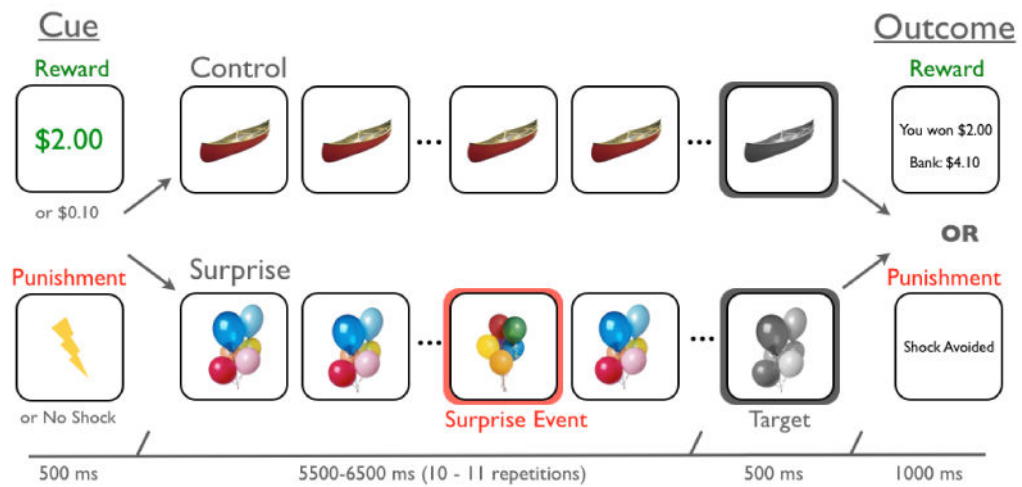 Cue
Outcome
Reward
Control
Reward
$2.00
...
...
You won $2.00
Bank: $4.10
or $0.10
OR
Punishment
Surprise
Punishment
...
...
Shock Avoided
or No Shock
Surprise Event
Target
500 ms
5500-6500 ms (10 - 11 repetitions)
500 ms
1000 ms